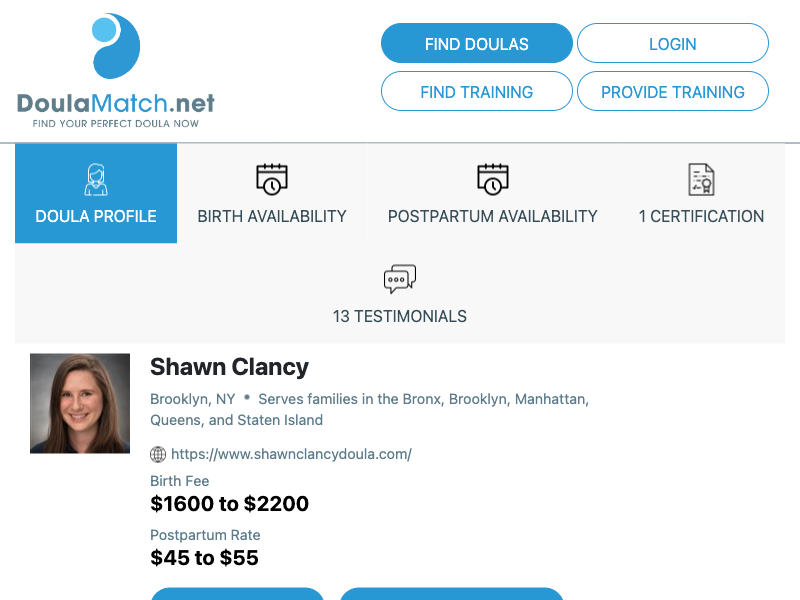 DoulaMatch.net
FIND YOUR PERFECT DOULA NOW
FIND DOULAS
LOGIN
FIND TRAINING
PROVIDE TRAINING
DOULA PROFILE
BIRTH AVAILABILITY
POSTPARTUM AVAILABILITY
1 CERTIFICATION
13 TESTIMONIALS
Shawn Clancy
Brooklyn, NY • Serves families in the Bronx, Brooklyn, Manhattan,
Queens, and Staten Island
https://www.shawnclancydoula.com/
Birth Fee
$1600 to $2200
Postpartum Rate
$45 to $55